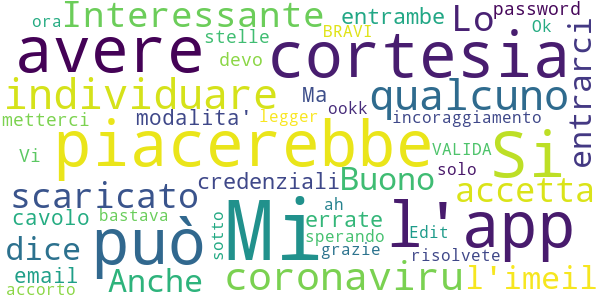 ora Interessante entrambe Lo password
stelle BRAVI Ok
avere cortesia entrarci
devo
individuare Ma qualcuno
metterci modalita' legger ookk incoraggiamento
Vi piacerebbe VALIDA Si
credenziali solo
scaricato Buono accetta
cavolo bastava può sotto Mi ah errate l'app
sperando Edit
dice grazie risolvete
email Anche coronaviru l'imeil
accorto